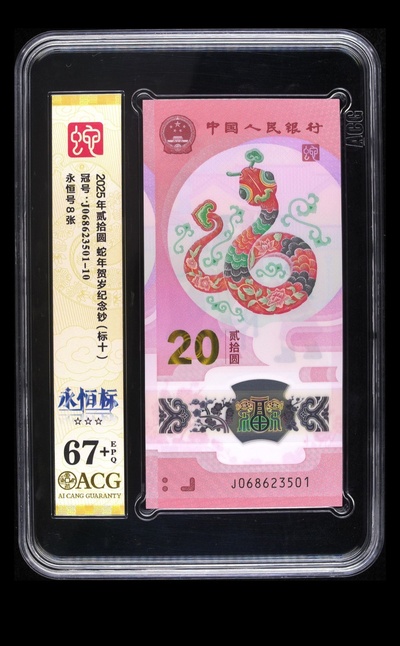 蛇
2025年贰拾圆 蛇年贺岁纪念钞（标十）
冠号:J068623501-10
永恒号8张
永恒标
☆☆☆
67+EPQ
ACG
AI CANG GUARANTY
中国人民银行
蛇
20
贰拾圆
J068623501
ACG